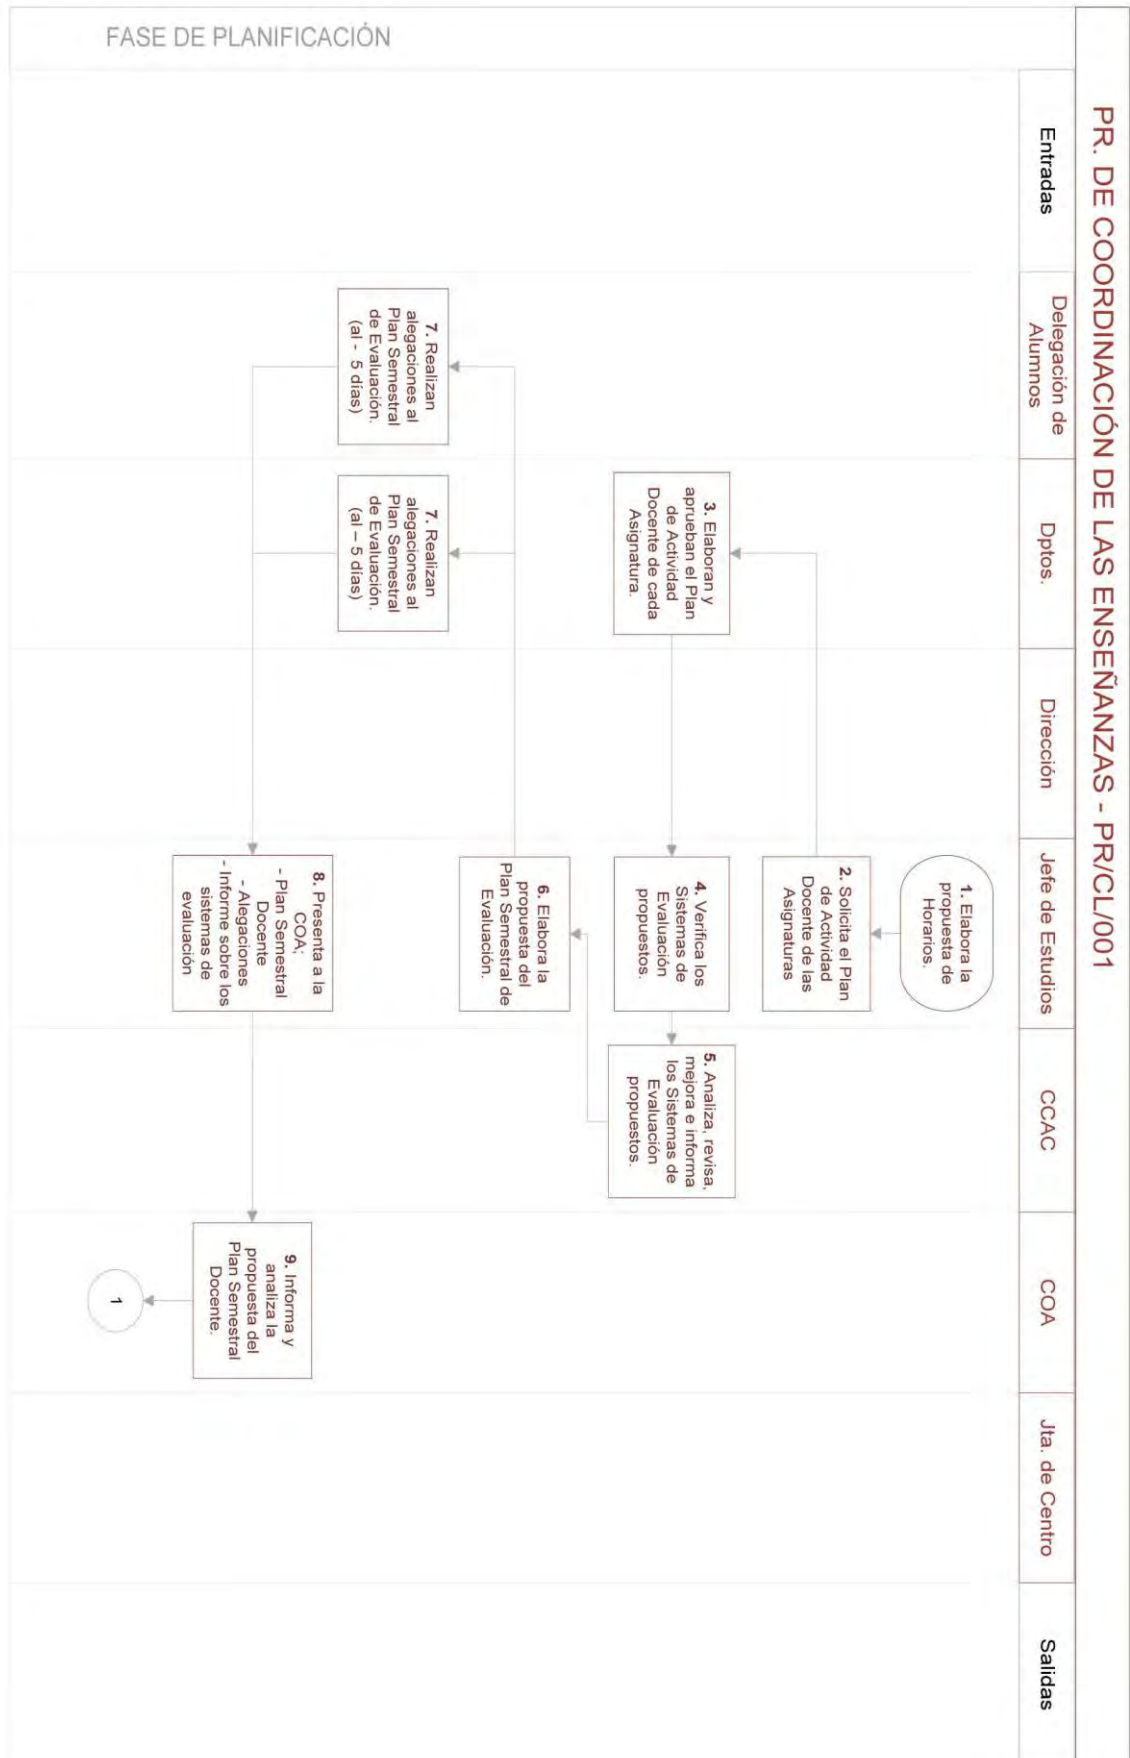 PR. DE COORDINACIÓN DE LAS ENSEÑANZAS - PR/CL/001
Entradas
Delegación de
Alumnos
Dptos.
Dirección
Jefe de Estudios
CCAC
COA
Jta. de Centro
Salidas
FASE DE PLANIFICACIÓN
1. Elabora la
propuesta de
Horarios.
2. Solicita el Plan
de Actividad
Docente de las
Asignaturas
3. Elaboran y
aprueban el Plan
de Actividad
Docente de cada
Asignatura.
4. Verifica los
Sistemas de
Evaluación
propuestos.
5. Analiza, revisa,
mejora e informa
los Sistemas de
Evaluación
propuestos.
6. Elabora la
propuesta del
Plan Semestral de
Evaluación.
7. Realizan
alegaciones al
Plan Semestral
de Evaluación.
(al - 5 días)
7. Realizan
alegaciones al
Plan Semestral
de Evaluación.
(al – 5 días)
8. Presenta a la
COA;
- Plan Semestral
Docente
- Alegaciones
- Informe sobre los
sistemas de
evaluación
9. Informa y
analiza la
propuesta del
Plan Semestral
Docente.
1